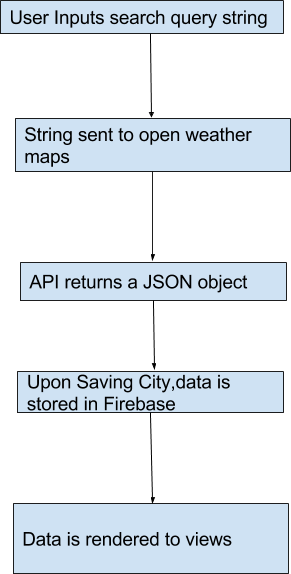 User Inputs search query string
String sent to open weather
maps
API returns a JSON object
Upon Saving City,data is
stored in Firebase
Data is rendered to views